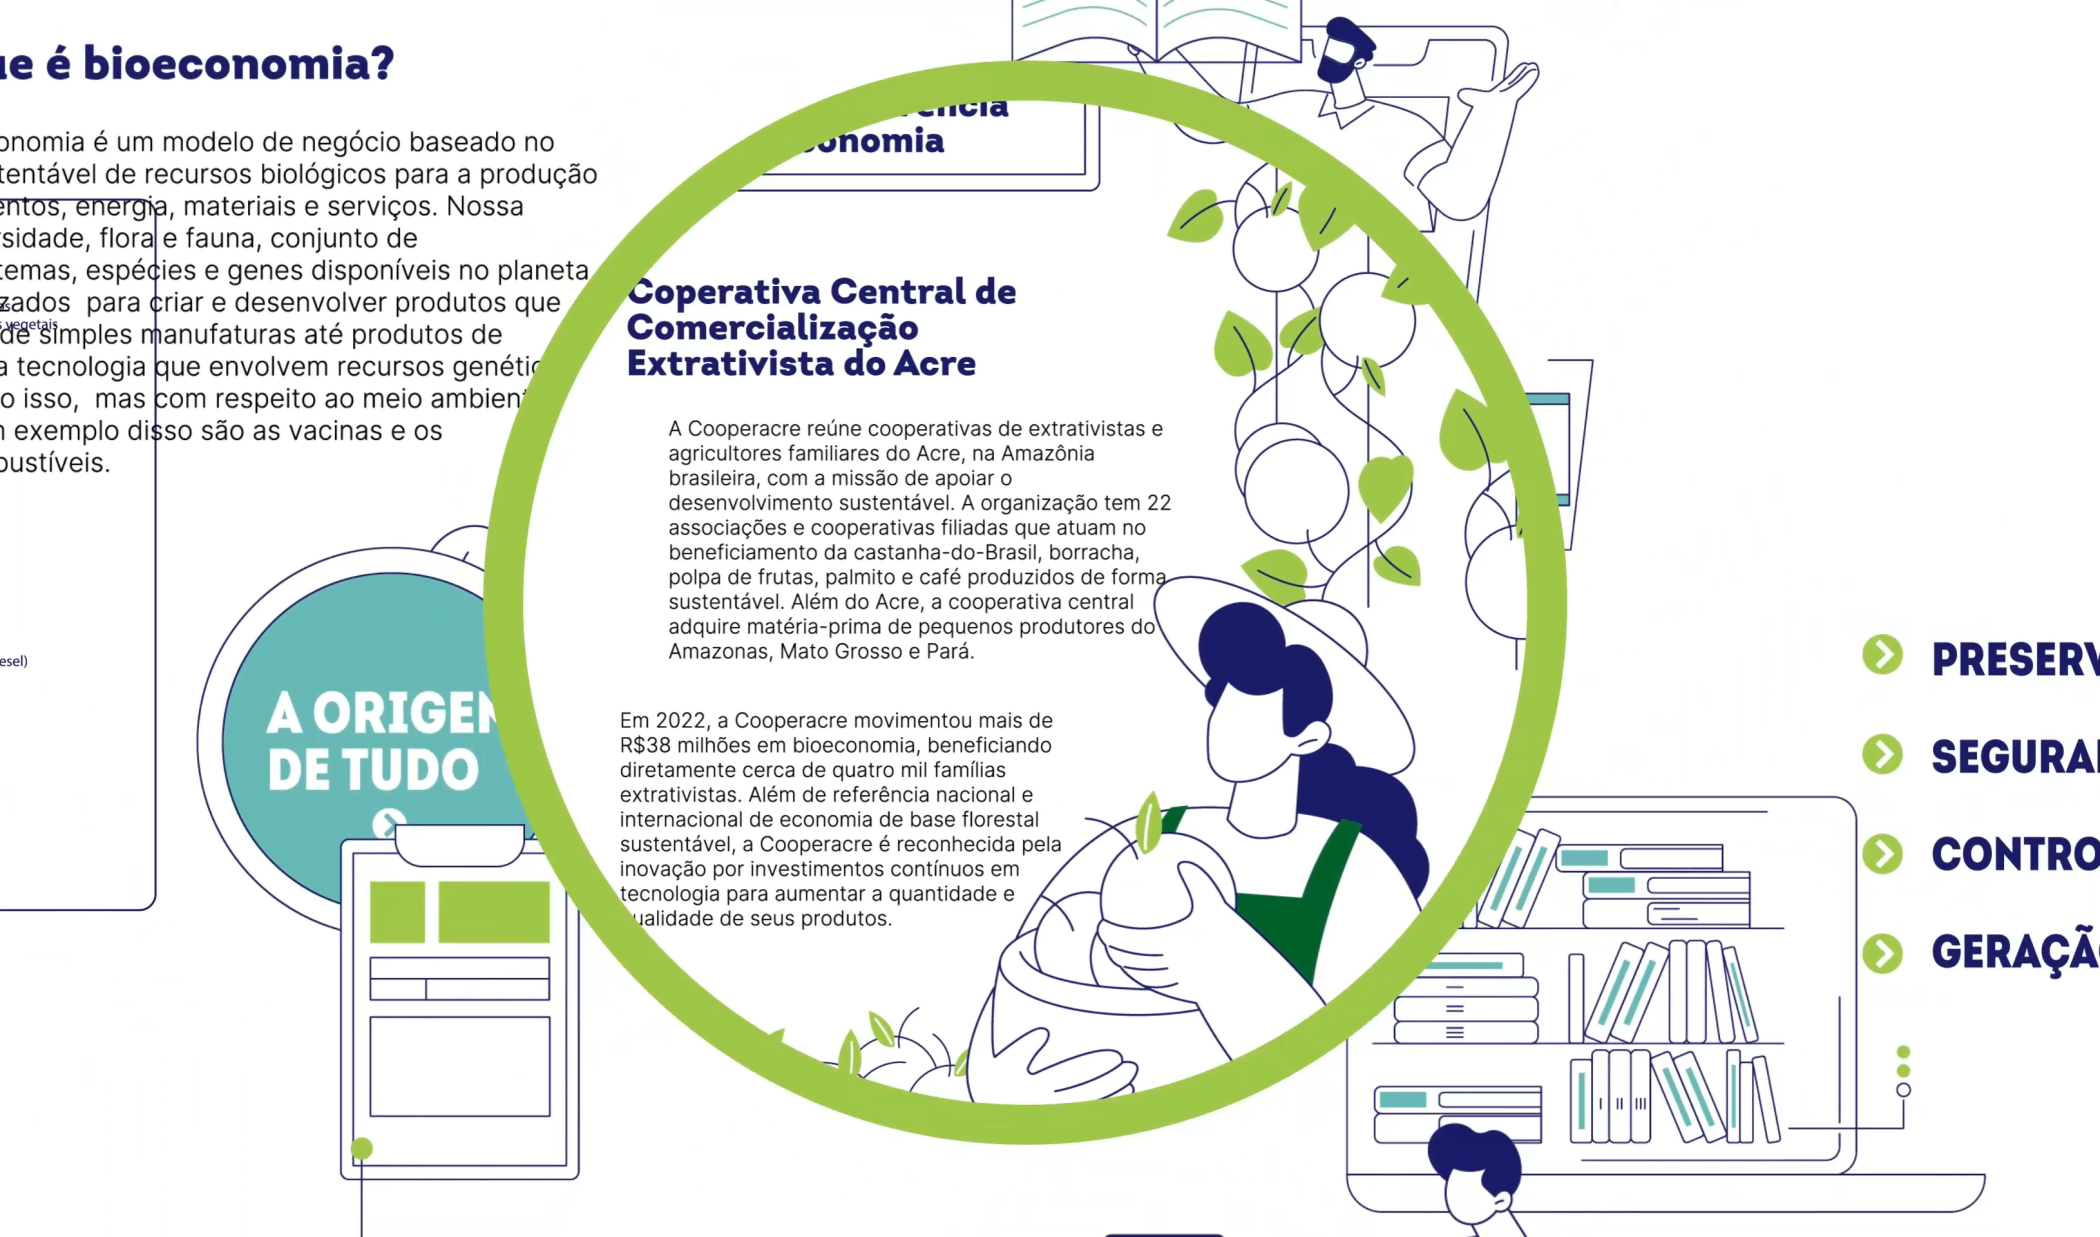 ue é bioeconomia?
onomia é um modelo de negócio baseado no
tentável de recursos biológicos para a produção
entos, energia, materiais e serviços. Nossa
rsidade, flora e fauna, conjunto de
temas, espécies e genes disponíveis no planeta
zados para criar e desenvolver produtos que
de simples manufaturas até produtos de
a tecnologia que envolvem recursos genétic
o isso, mas com respeito ao meio ambient
exemplo disso são as vacinas e os
bustíveis.
vegetais
esel)
A ORIGEM
DE TUDO
ência
onomia
Coperativa Central de
Comercialização
Extrativista do Acre
A Cooperacre reúne cooperativas de extrativistas e
agricultores familiares do Acre, na Amazônia
brasileira, com a missão de apoiar o
desenvolvimento sustentável. A organização tem 22
associações e cooperativas filiadas que atuam no
beneficiamento da castanha-do-Brasil, borracha,
polpa de frutas, palmito e café produzidos de forma
sustentável. Além do Acre, a cooperativa central
adquire matéria-prima de pequenos produtores do
Amazonas, Mato Grosso e Pará.
Em 2022, a Cooperacre movimentou mais de
R$38 milhões em bioeconomia, beneficiando
diretamente cerca de quatro mil famílias
extrativistas. Além de referência nacional e
internacional de economia de base florestal
sustentável, a Cooperacre é reconhecida pela
inovação por investimentos contínuos em
tecnologia para aumentar a quantidade e
qualidade de seus produtos.
PRESERV
SEGURA
CONTRO
GERAÇÃ